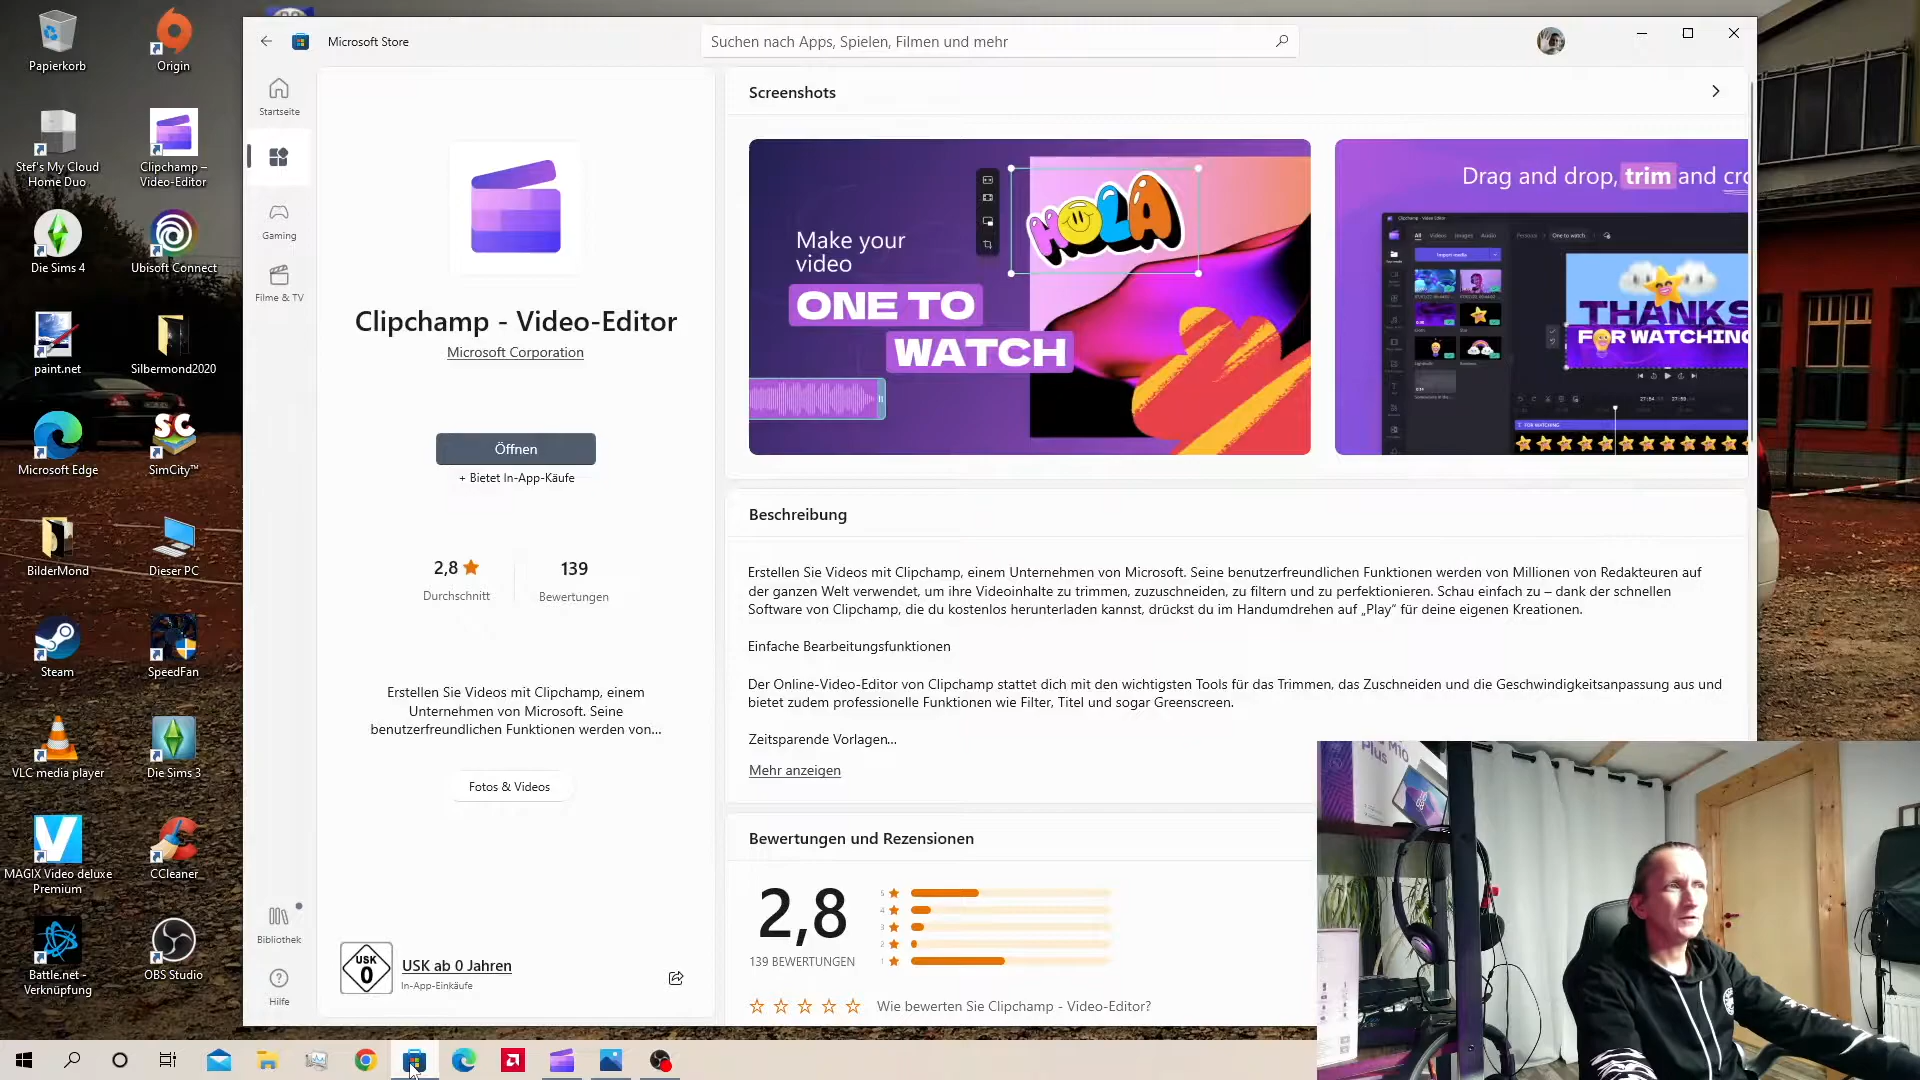 Microsoft Store
Suchen nach Apps, Spielen, Filmen und mehr
Papierkorb
Origin
Stef's My Cloud
Home Duo
Clipchamp –
Video-Editor
Die Sims 4
Ubisoft Connect
paint.net
Silbermond2020
SC
Microsoft Edge
SimCity™
BilderMond
Dieser PC
Steam
SpeedFan
VLC media player
Die Sims 3
MAGIX Video deluxe
Premium
CCleaner
Battle.net -
Verknüpfung
OBS Studio
Startseite
Gaming
Filme & TV
Bibliothek
Hilfe
Clipchamp - Video-Editor
Microsoft Corporation
Öffnen
+ Bietet In-App-Käufe
2,8
139
Durchschnitt
Bewertungen
Erstellen Sie Videos mit Clipchamp, einem
Unternehmen von Microsoft. Seine
benutzerfreundlichen Funktionen werden von...
Fotos & Videos
USK
0
USK ab 0 Jahren
In-App-Einkäufe
Screenshots
Make your
video
ONE TO
WATCH
HOLA
Drag and drop, trim and cro
Import media
THANKS
FOR WATCHING
FOR WATCHING
Beschreibung
Erstellen Sie Videos mit Clipchamp, einem Unternehmen von Microsoft. Seine benutzerfreundlichen Funktionen werden von Millionen von Redakteuren auf
der ganzen Welt verwendet, um ihre Videoinhalte zu trimmen, zuzuschneiden, zu filtern und zu perfektionieren. Schau einfach zu – dank der schnellen
Software von Clipchamp, die du kostenlos herunterladen kannst, drückst du im Handumdrehen auf „Play“ für deine eigenen Kreationen.
Einfache Bearbeitungsfunktionen
Der Online-Video-Editor von Clipchamp stattet dich mit den wichtigsten Tools für das Trimmen, das Zuschneiden und die Geschwindigkeitsanpassung aus und
bietet zudem professionelle Funktionen wie Filter, Titel und sogar Greenscreen.
Zeitsparende Vorlagen...
Mehr anzeigen
Bewertungen und Rezensionen
2,8
139 BEWERTUNGEN
5
4
3
2
1
Wie bewerten Sie Clipchamp - Video-Editor?
M10
Plus